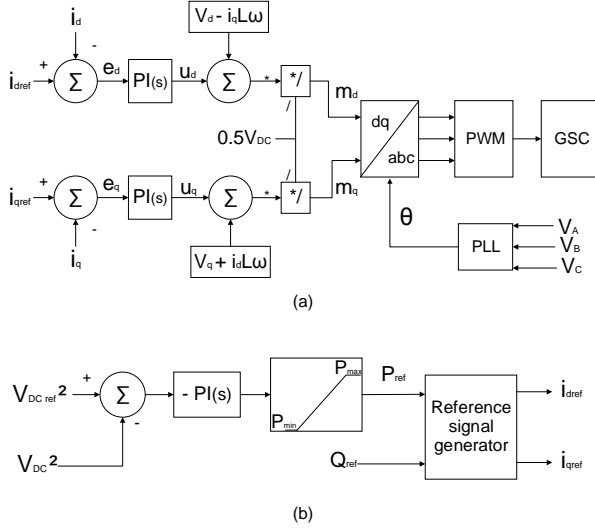 i_d
V_d - i_qLω
-
+
i_dref
Σ
e_d
PI(s)
u_d
Σ
*
*/
/
m_d
dq
abc
PWM
GSC
0.5V_DC
/
+
i_qref
Σ
e_q
PI(s)
u_q
Σ
*
*/
m_q
-
i_q
V_q + i_dLω
θ
PLL
V_A
V_B
V_C
(a)
V_DC ref²
+
Σ
-
- PI(s)
P_max
P_min
P_ref
Reference
signal
generator
i_dref
V_DC²
Q_ref
i_qref
(b)